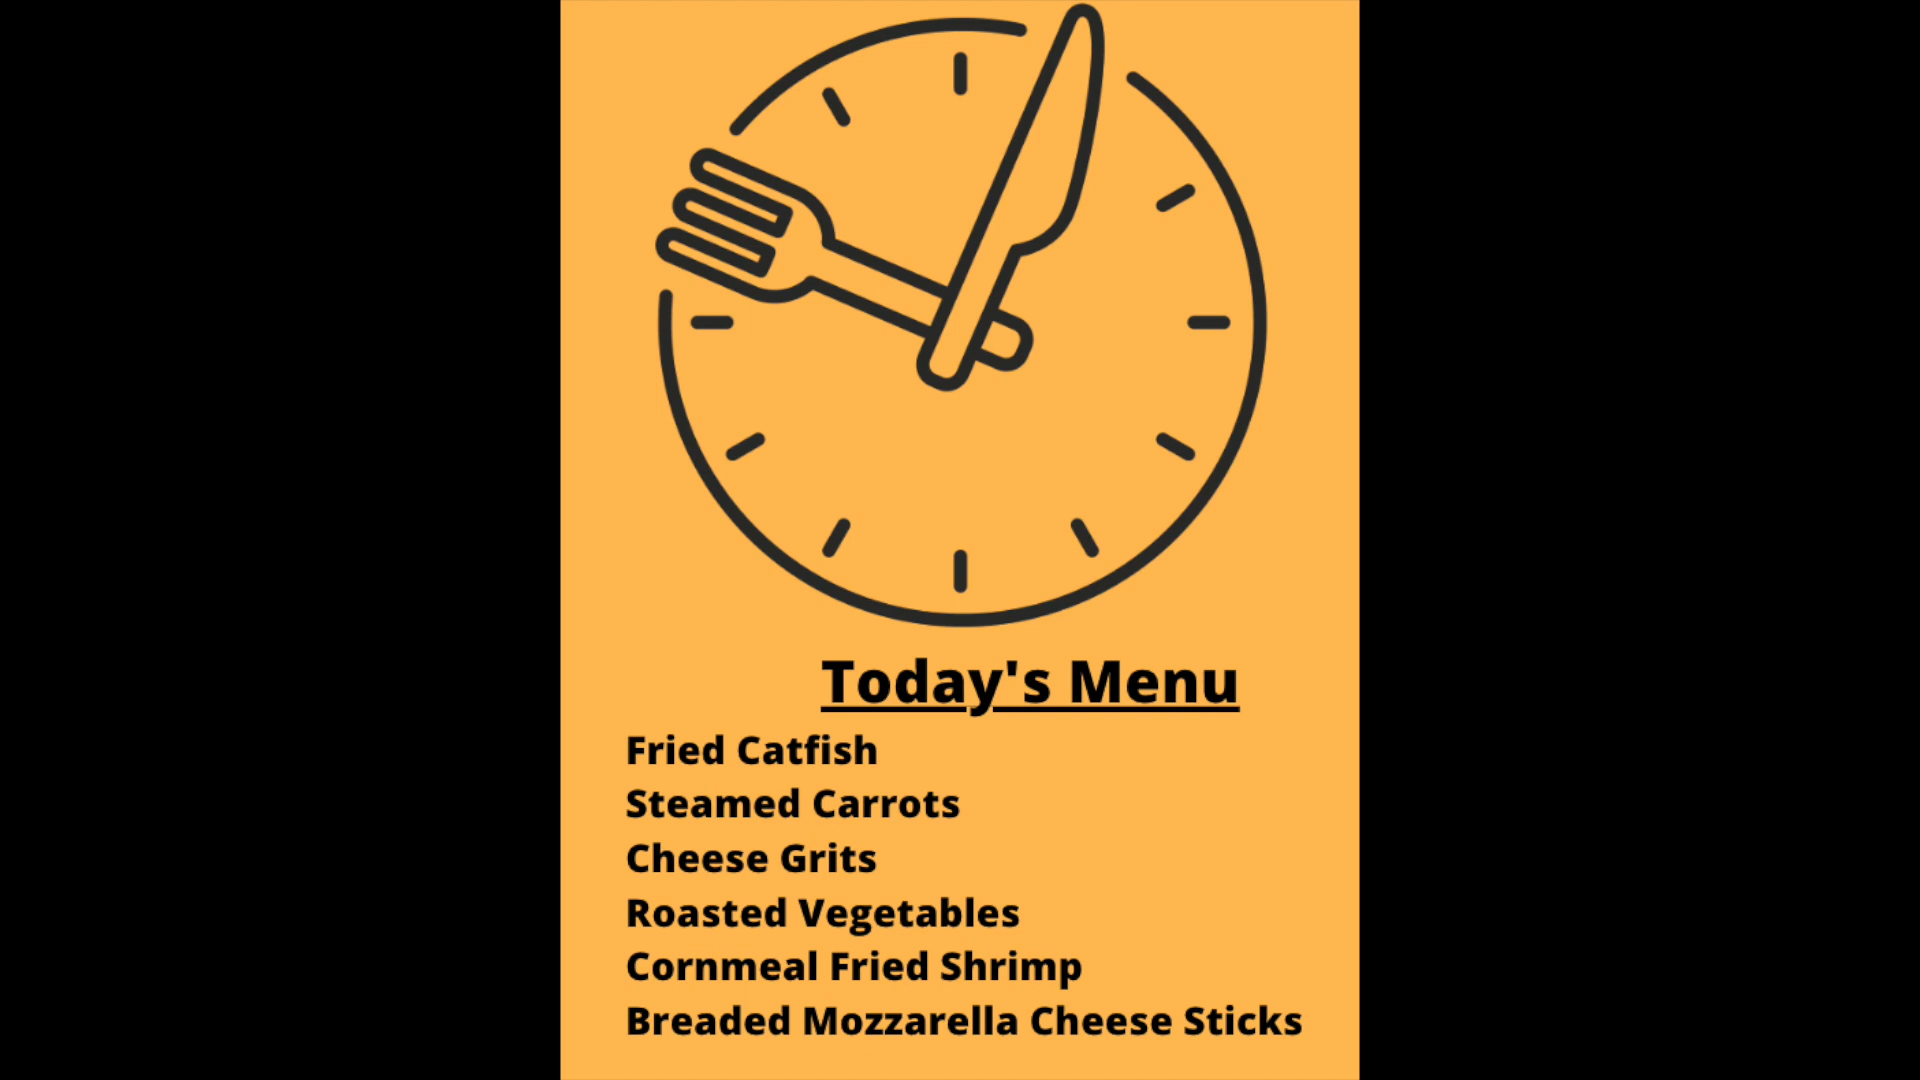 Today's Menu
Fried Catfish
Steamed Carrots
Cheese Grits
Roasted Vegetables
Cornmeal Fried Shrimp
Breaded Mozzarella Cheese Sticks